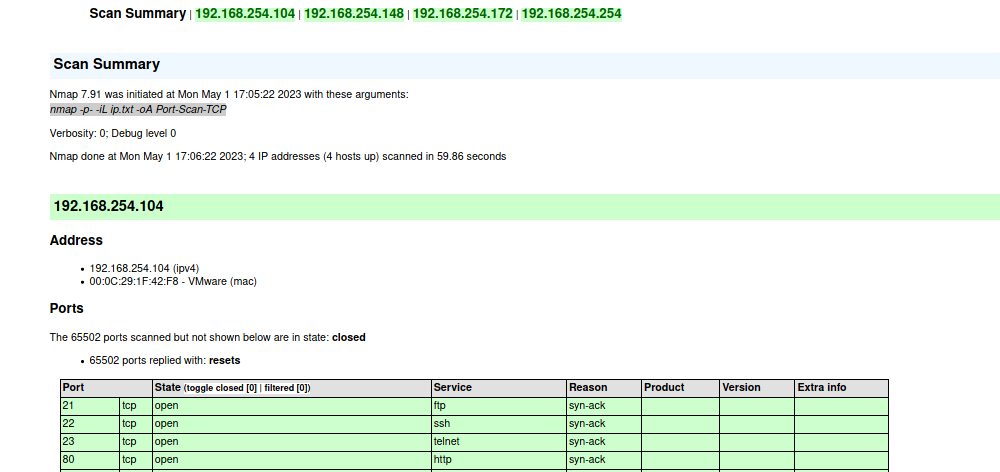 Scan Summary | 192.168.254.104 | 192.168.254.148 | 192.168.254.172 | 192.168.254.254
Scan Summary
Nmap 7.91 was initiated at Mon May 1 17:05:22 2023 with these arguments:
nmap -p- -iL ip.txt -oA Port-Scan-TCP
Verbosity: 0; Debug level 0
Nmap done at Mon May 1 17:06:22 2023; 4 IP addresses (4 hosts up) scanned in 59.86 seconds
192.168.254.104
Address
• 192.168.254.104 (ipv4)
• 00:0C:29:1F:42:F8 - VMware (mac)
Ports
The 65502 ports scanned but not shown below are in state: closed
• 65502 ports replied with: resets
Port State (toggle closed [0] | filtered [0]) Service Reason Product Version Extra info
21 tcp open ftp syn-ack
22 tcp open ssh syn-ack
23 tcp open telnet syn-ack
80 tcp open http syn-ack